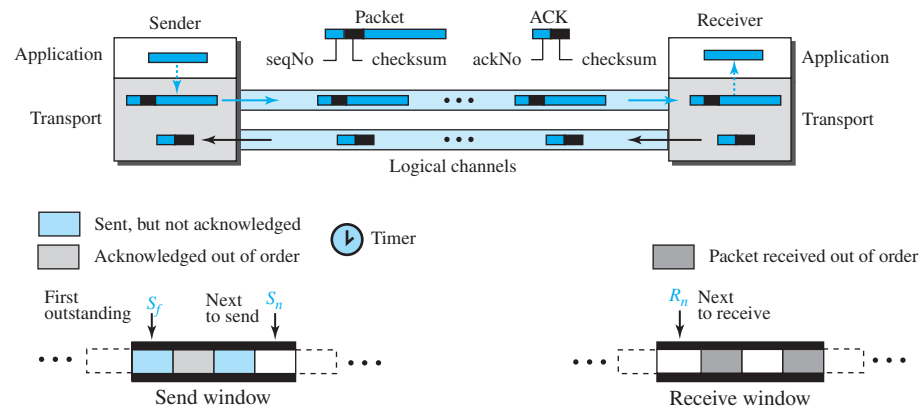 Sender
Packet
ACK
Receiver
Application
seqNo
checksum
ackNo
checksum
Application
Transport
Transport
Logical channels
Sent, but not acknowledged
Acknowledged out of order
Timer
Packet received out of order
First
outstanding
Sf
Next
to send
Sn
Rn
Next
to receive
Send window
Receive window